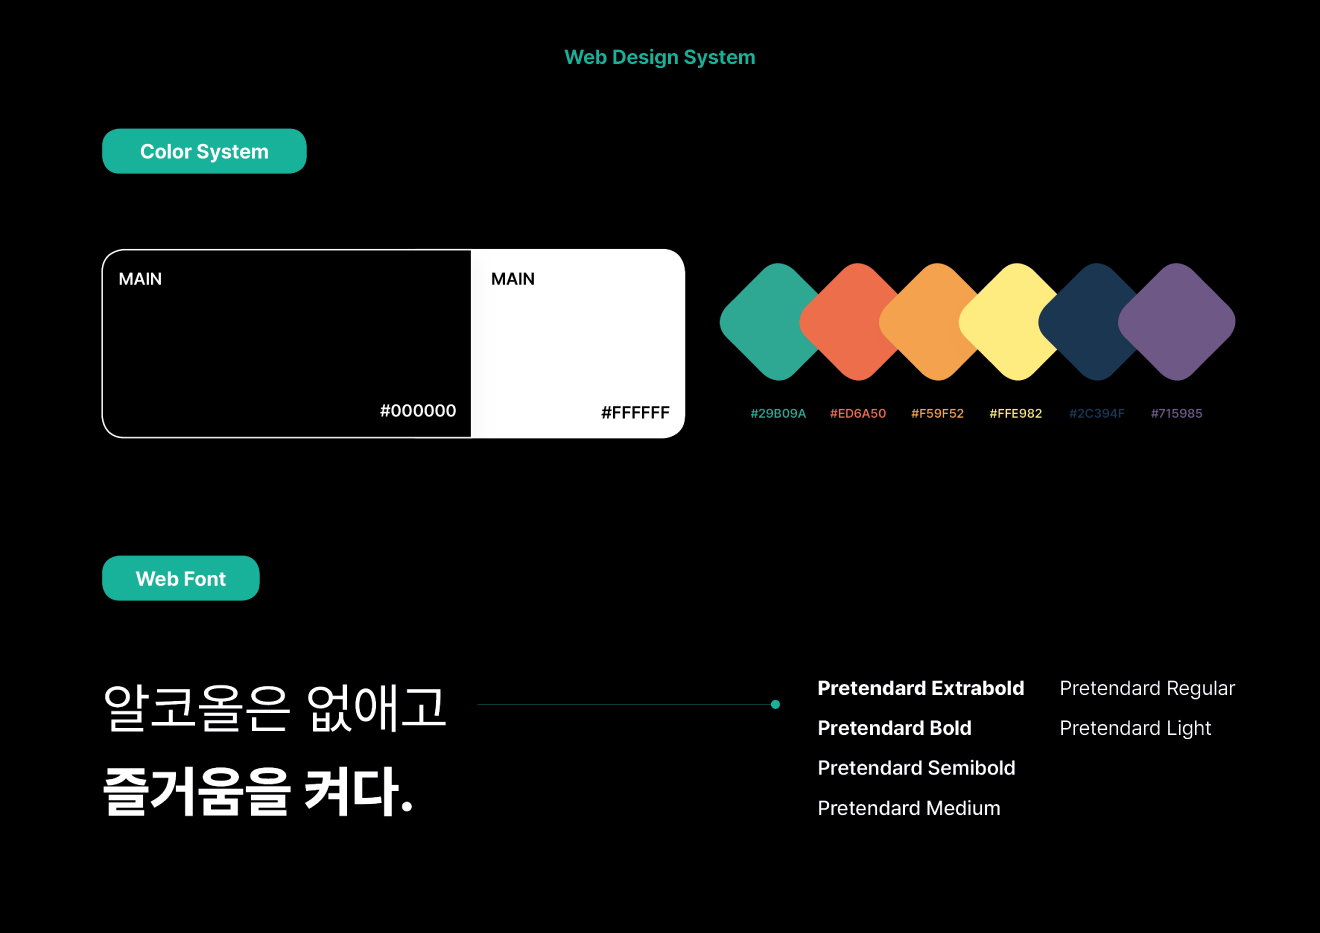 Web Design System
Color System
MAIN
MAIN
#000000
#FFFFFF
#29B09A
#ED6A50
#F59F52
#FFE982
#2C394F
#715985
Web Font
알코올은 없애고
즐거움을 켜다.
Pretendard Extrabold
Pretendard Bold
Pretendard Semibold
Pretendard Medium
Pretendard Regular
Pretendard Light